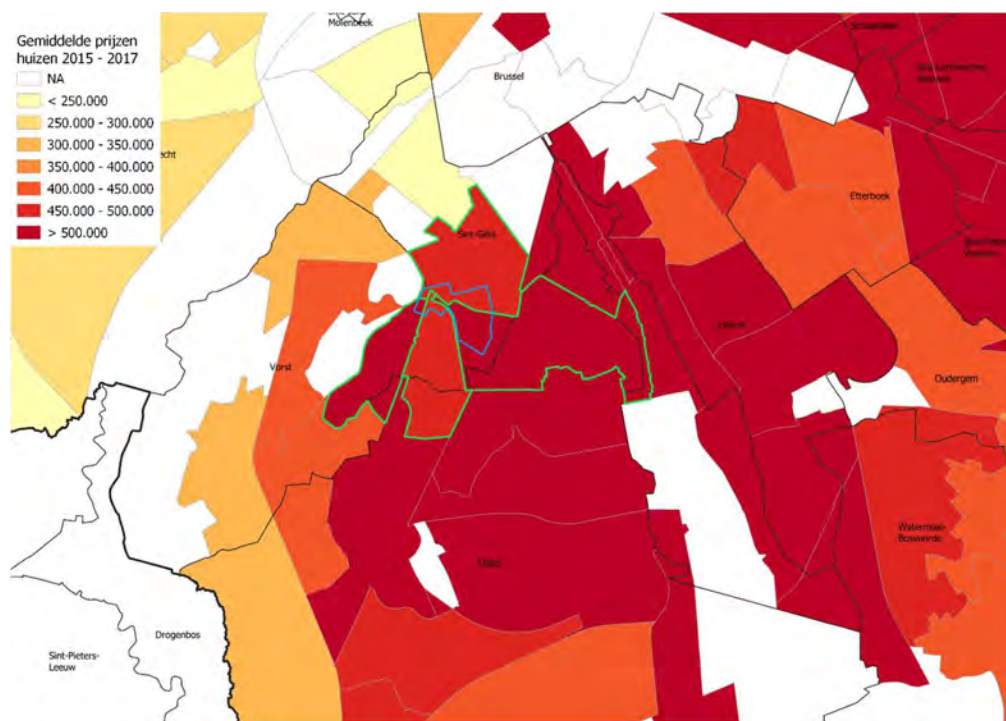 Gemiddelde prijzen
huizen 2015 - 2017
NA
< 250.000
250.000 - 300.000
300.000 - 350.000
350.000 - 400.000
400.000 - 450.000
450.000 - 500.000
> 500.000
Molenbeek
Brussel
Schaarbeek
echt
Etterbeek
Sint-Gillis
Elsene
Vorst
Oudergem
Watermaal-
Bosvoorde
Ukkel
Drogenbos
Sint-Pieters-
Leeuw